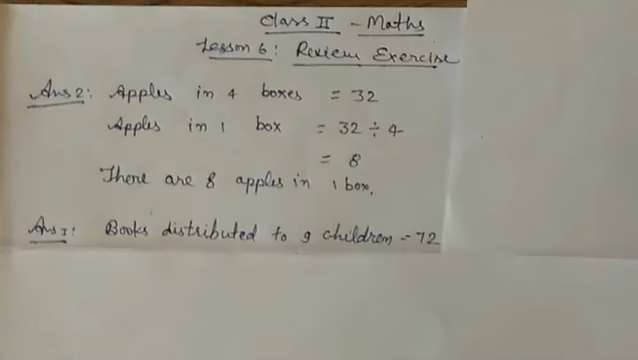 Class II - Maths
Lesson 6: Review Exercise
Ans 2: Apples in 4 boxes = 32
Apples in 1 box = 32 ÷ 4
= 8
There are 8 apples in 1 box.
Ans 3: Books distributed to 9 children = 72